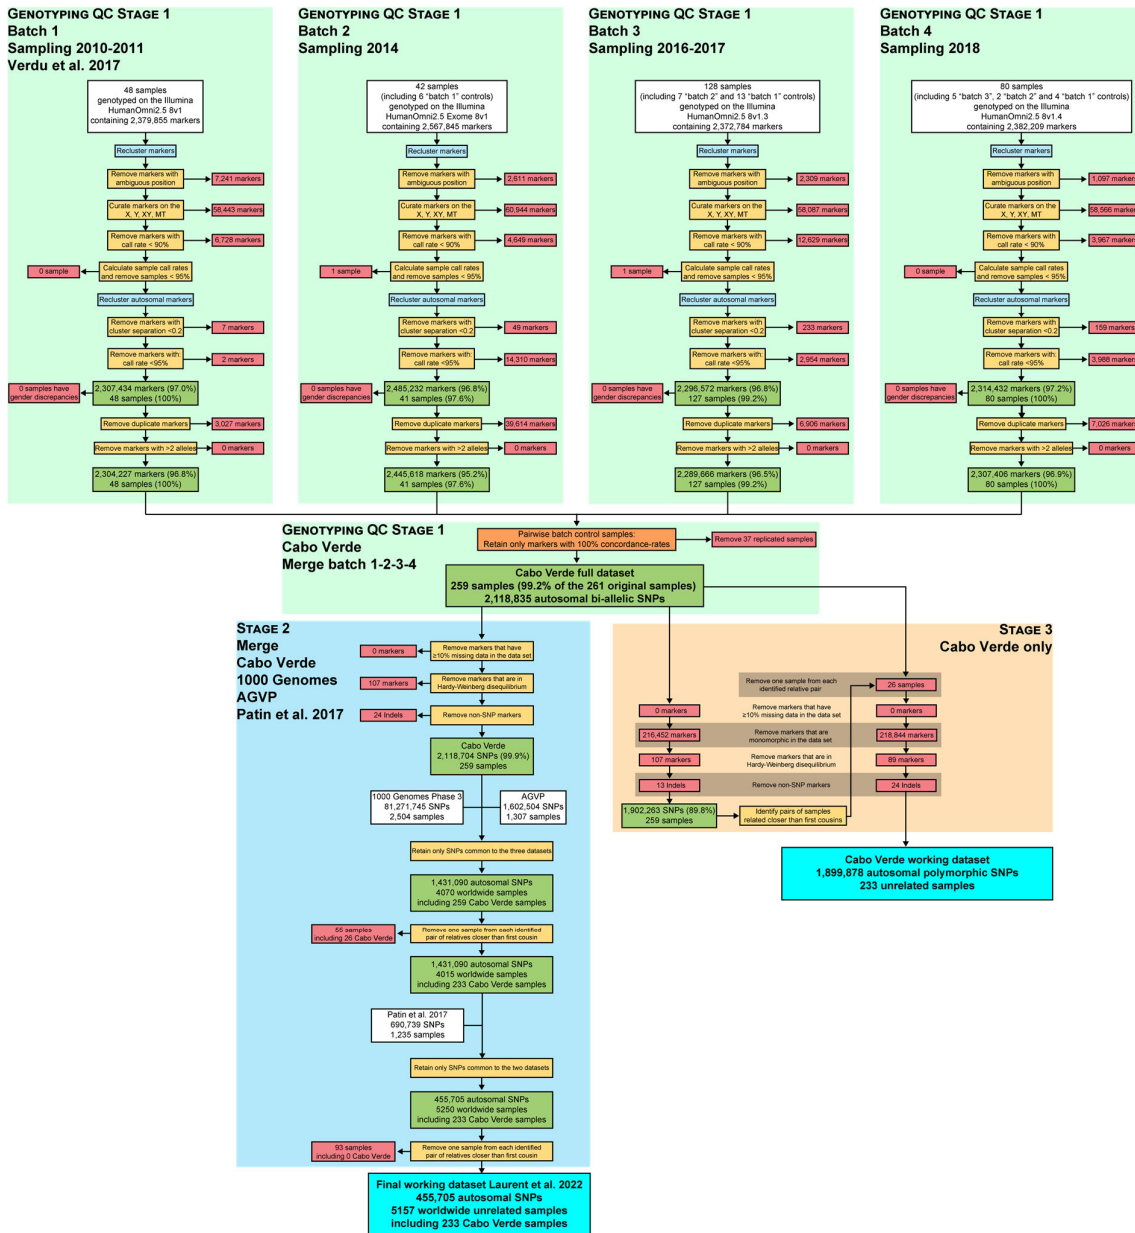 GENOTYPING QC STAGE 1
Batch 1
Sampling 2010-2011
Verdu et al. 2017
48 samples
genotyped on the Illumina
HumanOmni2.5 8v1
containing 2,379,855 markers
Recluster markers
Remove markers with
ambiguous position
7,241 markers
Curate markers on the
X, Y, XY, MT
58,443 markers
Remove markers with
call rate < 90%
6,728 markers
0 sample
Calculate sample call rates
and remove samples < 95%
Recluster autosomal markers
Remove markers with
cluster separation <0.2
7 markers
Remove markers with:
call rate <95%
2 markers
0 samples have
gender discrepancies
2,307,434 markers (97.0%)
48 samples (100%)
Remove duplicate markers
3,027 markers
Remove markers with >2 alleles
0 markers
2,304,227 markers (96.8%)
48 samples (100%)
GENOTYPING QC STAGE 1
Batch 2
Sampling 2014
42 samples
(including 6 “batch 1” controls)
genotyped on the Illumina
HumanOmni2.5 Exome 8v1
containing 2,567,845 markers
Recluster markers
Remove markers with
ambiguous position
2,611 markers
Curate markers on the
X, Y, XY, MT
60,944 markers
Remove markers with
call rate < 90%
4,649 markers
1 sample
Calculate sample call rates
and remove samples < 95%
Recluster autosomal markers
Remove markers with
cluster separation <0.2
49 markers
Remove markers with:
call rate <95%
14,310 markers
0 samples have
gender discrepancies
2,485,232 markers (96.8%)
41 samples (97.6%)
Remove duplicate markers
39,614 markers
Remove markers with >2 alleles
0 markers
2,445,618 markers (95.2%)
41 samples (97.6%)
GENOTYPING QC STAGE 1
Batch 3
Sampling 2016-2017
128 samples
(including 7 “batch 2” and 13 “batch 1” controls)
genotyped on the Illumina
HumanOmni2.5 8v1.3
containing 2,372,784 markers
Recluster markers
Remove markers with
ambiguous position
2,309 markers
Curate markers on the
X, Y, XY, MT
58,087 markers
Remove markers with
call rate < 90%
12,629 markers
1 sample
Calculate sample call rates
and remove samples < 95%
Recluster autosomal markers
Remove markers with
cluster separation <0.2
233 markers
Remove markers with:
call rate <95%
2,954 markers
0 samples have
gender discrepancies
2,296,572 markers (96.8%)
127 samples (99.2%)
Remove duplicate markers
6,906 markers
Remove markers with >2 alleles
0 markers
2,289,666 markers (96.5%)
127 samples (99.2%)
GENOTYPING QC STAGE 1
Batch 4
Sampling 2018
80 samples
(including 5 “batch 3”, 2 “batch 2” and 4 “batch 1” controls)
genotyped on the Illumina
HumanOmni2.5 8v1.4
containing 2,382,209 markers
Recluster markers
Remove markers with
ambiguous position
1,097 markers
Curate markers on the
X, Y, XY, MT
58,566 markers
Remove markers with
call rate < 90%
3,967 markers
0 sample
Calculate sample call rates
and remove samples < 95%
Recluster autosomal markers
Remove markers with
cluster separation <0.2
159 markers
Remove markers with:
call rate <95%
3,988 markers
0 samples have
gender discrepancies
2,314,432 markers (97.2%)
80 samples (100%)
Remove duplicate markers
7,026 markers
Remove markers with >2 alleles
0 markers
2,307,406 markers (96.9%)
80 samples (100%)
GENOTYPING QC STAGE 1
Cabo Verde
Merge batch 1-2-3-4
Pairwise batch control samples:
Retain only markers with 100% concordance-rates
Remove 37 replicated samples
Cabo Verde full dataset
259 samples (99.2% of the 261 original samples)
2,118,835 autosomal bi-allelic SNPs
STAGE 2
Merge
Cabo Verde
1000 Genomes
AGVP
Patin et al. 2017
0 markers
Remove markers that have
≥10% missing data in the data set
107 markers
Remove markers that are in
Hardy-Weinberg disequilibrium
24 Indels
Remove non-SNP markers
Cabo Verde
2,118,704 SNPs (99.9%)
259 samples
1000 Genomes Phase 3
81,271,745 SNPs
2,504 samples
AGVP
1,602,504 SNPs
1,307 samples
Retain only SNPs common to the three datasets
1,431,090 autosomal SNPs
4070 worldwide samples
including 259 Cabo Verde samples
55 samples
including 26 Cabo Verde
Remove one sample from each identified
pair of relatives closer than first cousin
1,431,090 autosomal SNPs
4015 worldwide samples
including 233 Cabo Verde samples
Patin et al. 2017
690,739 SNPs
1,235 samples
Retain only SNPs common to the two datasets
455,705 autosomal SNPs
5250 worldwide samples
including 233 Cabo Verde samples
93 samples
including 0 Cabo Verde
Remove one sample from each identified
pair of relatives closer than first cousin
Final working dataset Laurent et al. 2022
455,705 autosomal SNPs
5157 worldwide unrelated samples
including 233 Cabo Verde samples
STAGE 3
Cabo Verde only
Remove one sample from each
identified relative pair
26 samples
0 markers
Remove markers that have
≥10% missing data in the data set
0 markers
216,452 markers
Remove markers that are
monomorphic in the data set
218,844 markers
107 markers
Remove markers that are in
Hardy-Weinberg disequilibrium
89 markers
13 Indels
Remove non-SNP markers
24 Indels
1,902,263 SNPs (89.8%)
259 samples
Identify pairs of samples
related closer than first cousins
Cabo Verde working dataset
1,899,878 autosomal polymorphic SNPs
233 unrelated samples